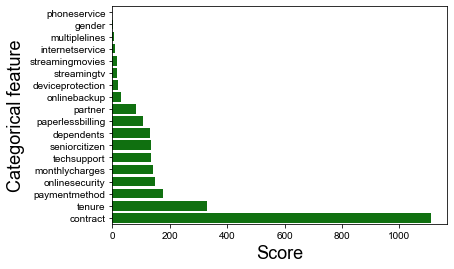 Categorical feature
phoneservice
gender
multiplelines
internetservice
streamingmovies
streamingtv
deviceprotection
onlinebackup
partner
paperlessbilling
dependents
seniorcitizen
techsupport
monthlycharges
onlinesecurity
paymentmethod
tenure
contract
0 200 400 600 800 1000
Score